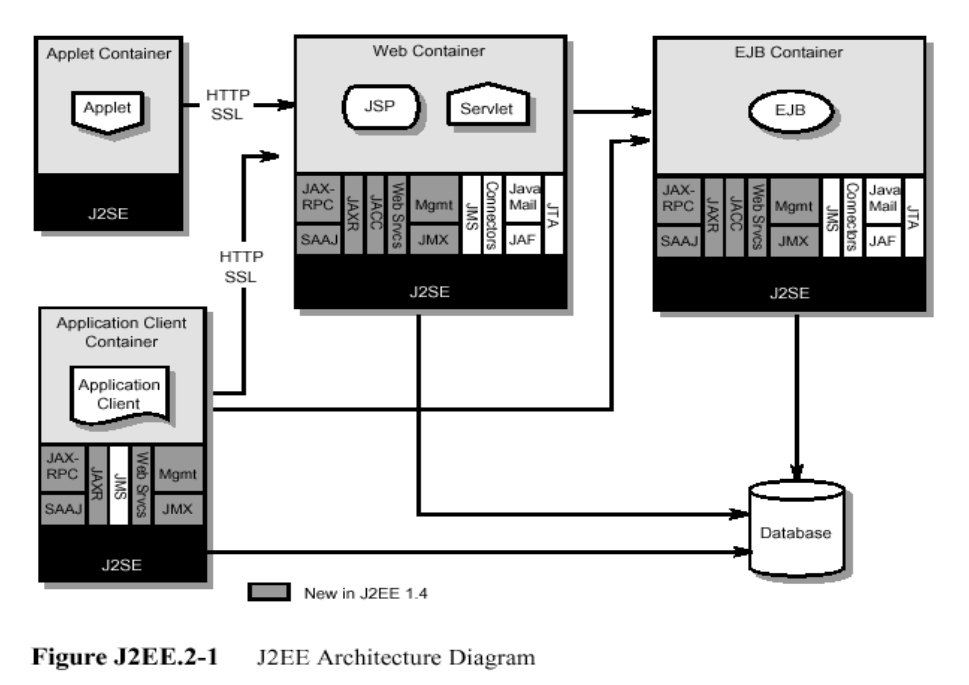 Applet Container
Applet
J2SE
HTTP
SSL
Web Container
JSP
Servlet
JAX-
RPC
SAAJ
JAXR
JACC
Web Srvcs
Mgmt
JMX
JMS
Connectors
Java
Mail
JAF
JTA
J2SE
EJB Container
EJB
JAX-
RPC
SAAJ
JAXR
JACC
Web Srvcs
Mgmt
JMX
JMS
Connectors
Java
Mail
JAF
JTA
J2SE
HTTP
SSL
Application Client
Container
Application
Client
JAX-
RPC
SAAJ
JAXR
JMS
Web Srvcs
Mgmt
JMX
J2SE
Database
New in J2EE 1.4
Figure J2EE.2-1 J2EE Architecture Diagram